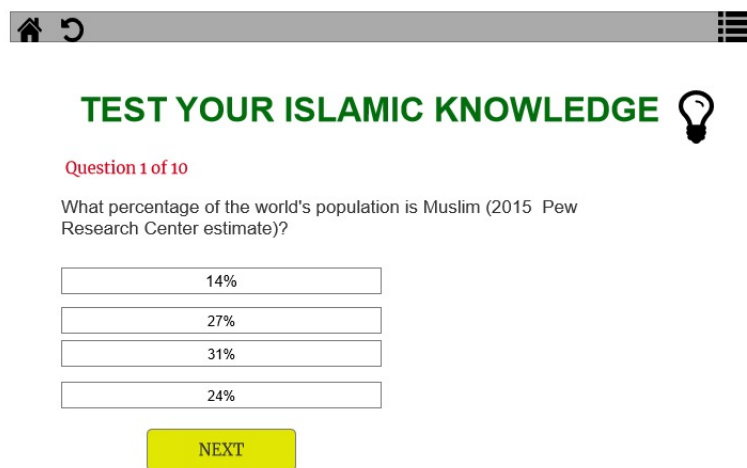 TEST YOUR ISLAMIC KNOWLEDGE
Question 1 of 10
What percentage of the world's population is Muslim (2015 Pew
Research Center estimate)?
14%
27%
31%
24%
NEXT